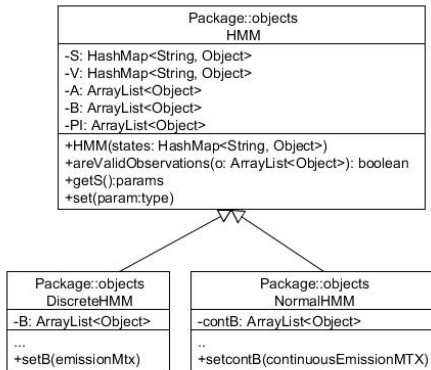 Package::objects
HMM
-S: HashMap<String, Object>
-V: HashMap<String, Object>
-A: ArrayList<Object>
-B: ArrayList<Object>
-PI: ArrayList<Object>
+HMM(states: HashMap<String, Object>)
+areValidObservations(o: ArrayList<Object>): boolean
+getS():params
+set(param:type)
Package::objects
DiscreteHMM
-B: ArrayList<Object>
...
+setB(emissionMtx)
Package::objects
NormalHMM
-contB: ArrayList<Object>
..
+setcontB(continuousEmissionMTX)